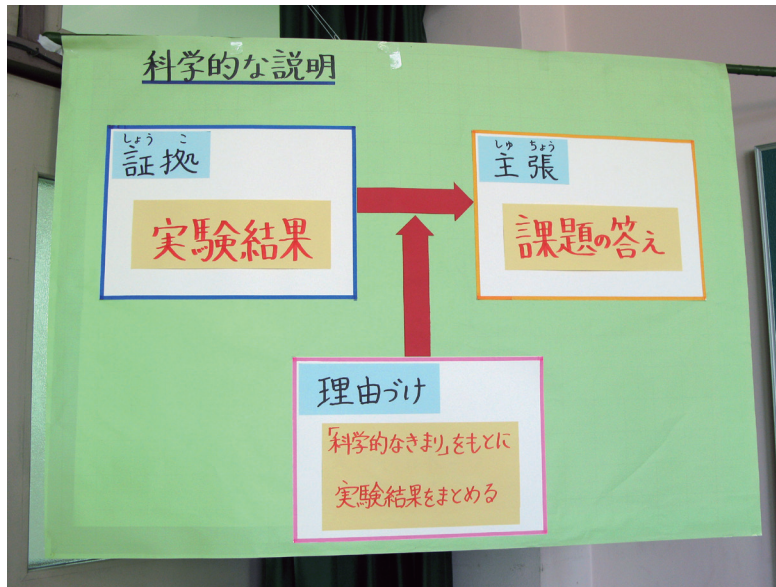 科学的な説明
しょう こ
証拠
実験結果
しゅ ちょう
主張
課題の答え
理由づけ
「科学的なきまり」をもとに
実験結果をまとめる